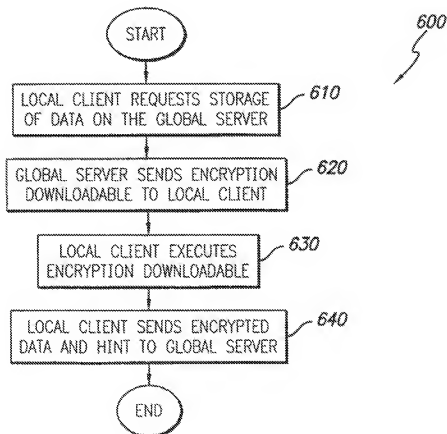 START
600
LOCAL CLIENT REQUESTS STORAGE
OF DATA ON THE GLOBAL SERVER
610
GLOBAL SERVER SENDS ENCRYPTION
DOWNLOADABLE TO LOCAL CLIENT
620
LOCAL CLIENT EXECUTES
ENCRYPTION DOWNLOADABLE
630
LOCAL CLIENT SENDS ENCRYPTED
DATA AND HINT TO GLOBAL SERVER
640
END